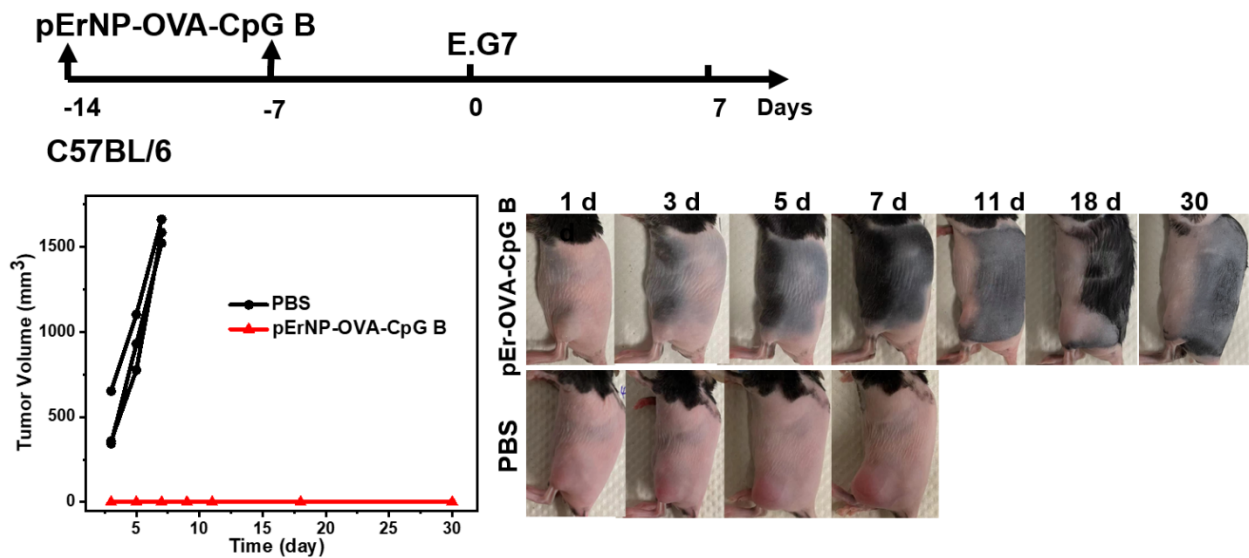 pErNP-OVA-CpG B
E.G7
-14 -7 0 7 Days
C57BL/6
Tumor Volume (mm³)
1500
1000
500
0
PBS
pErNP-OVA-CpG B
5 10 15 20 25 30
Time (day)
pEr-OVA-CpG B
1 d 3 d 5 d 7 d 11 d 18 d 30
d
PBS